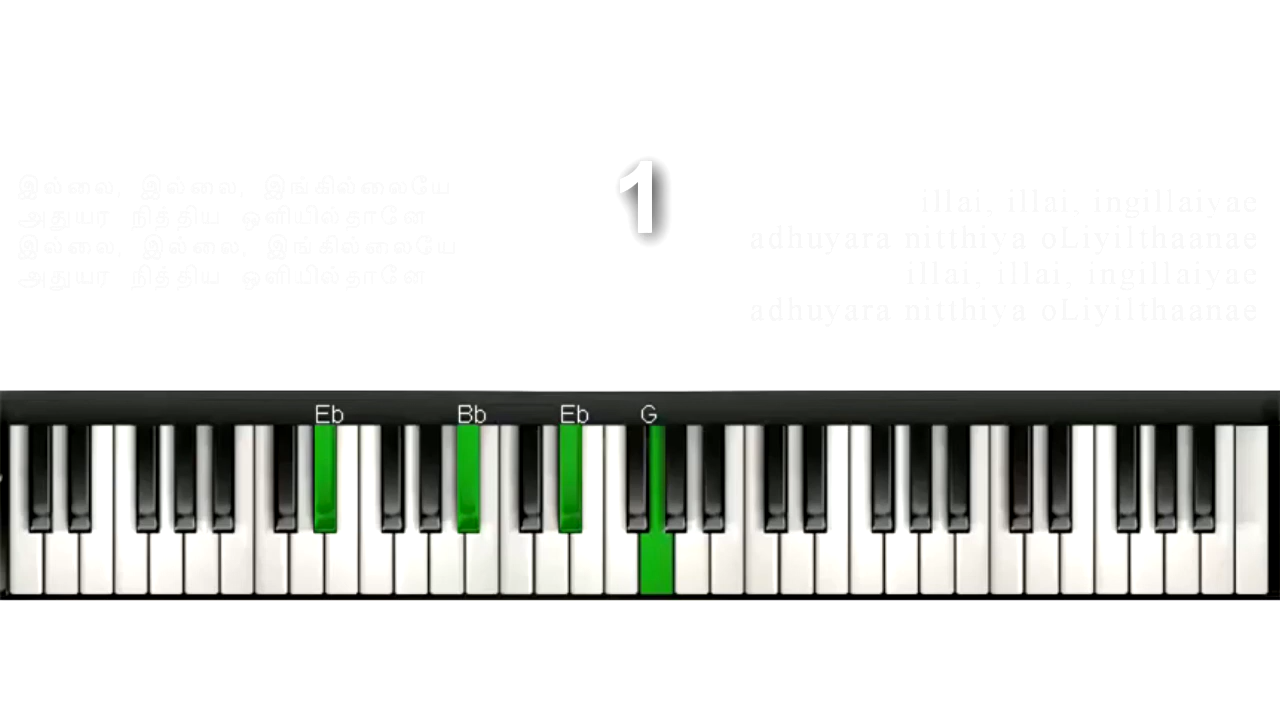 1
இல்லை, இல்லை, இங்கில்லையே
அதுயர நித்திய ஒளியில்தானே
இல்லை, இல்லை, இங்கில்லையே
அதுயர நித்திய ஒளியில்தானே
illai, illai, ingillaiyae
adhuyara nitthiya oLiyilthaanae
illai, illai, ingillaiyae
adhuyara nitthiya oLiyilthaanae
Eb Bb Eb G